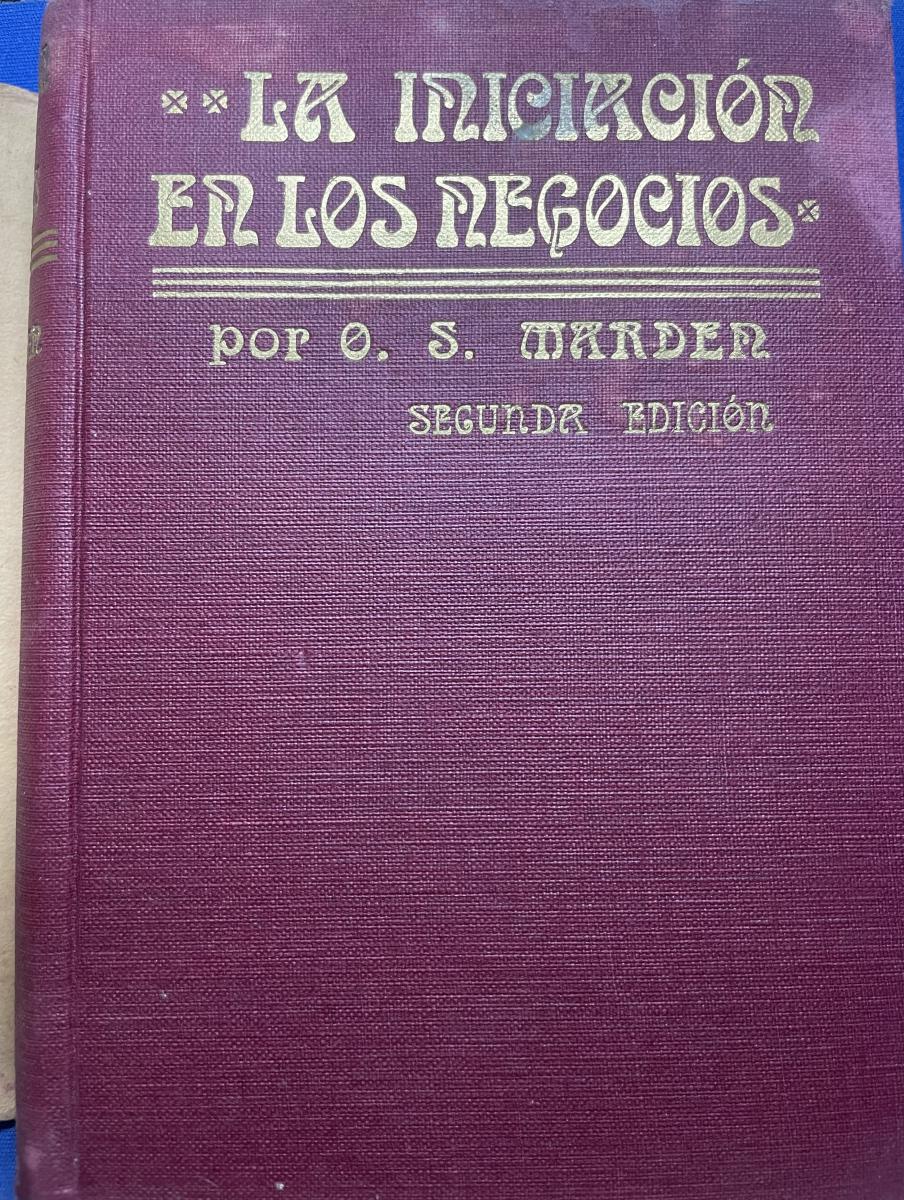 LA INICIACIÓN
EN LOS NEGOCIOS
por O. S. MARDEN
SEGUNDA EDICIÓN